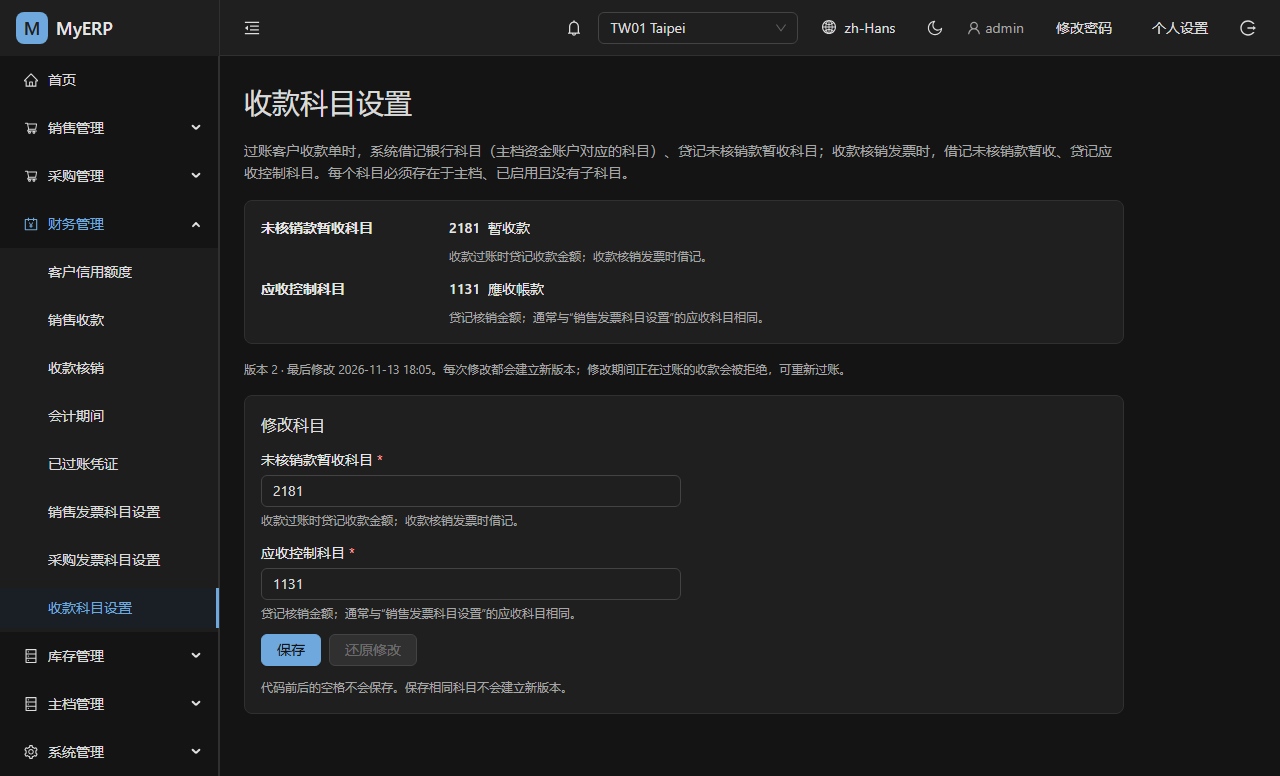 M MyERP
TW01 Taipei
zh-Hans
admin
修改密码
个人设置
首页
销售管理
采购管理
财务管理
客户信用额度
销售收款
收款核销
会计期间
已过账凭证
销售发票科目设置
采购发票科目设置
收款科目设置
库存管理
主档管理
系统管理
收款科目设置
过账客户收款单时，系统借记银行科目（主档资金账户对应的科目）、贷记未核销款暂收科目；收款核销发票时，借记未核销款暂收、贷记应
收控制科目。每个科目必须存在于主档、已启用且没有子科目。
未核销款暂收科目 2181 暫收款
收款过账时贷记收款金额；收款核销发票时借记。
应收控制科目 1131 應收帳款
贷记核销金额；通常与“销售发票科目设置”的应收科目相同。
版本 2 · 最后修改 2026-11-13 18:05。每次修改都会建立新版本；修改期间正在过账的收款会被拒绝，可重新过账。
修改科目
未核销款暂收科目 *
2181
收款过账时贷记收款金额；收款核销发票时借记。
应收控制科目 *
1131
贷记核销金额；通常与“销售发票科目设置”的应收科目相同。
保存 还原修改
代码前后的空格不会保存。保存相同科目不会建立新版本。